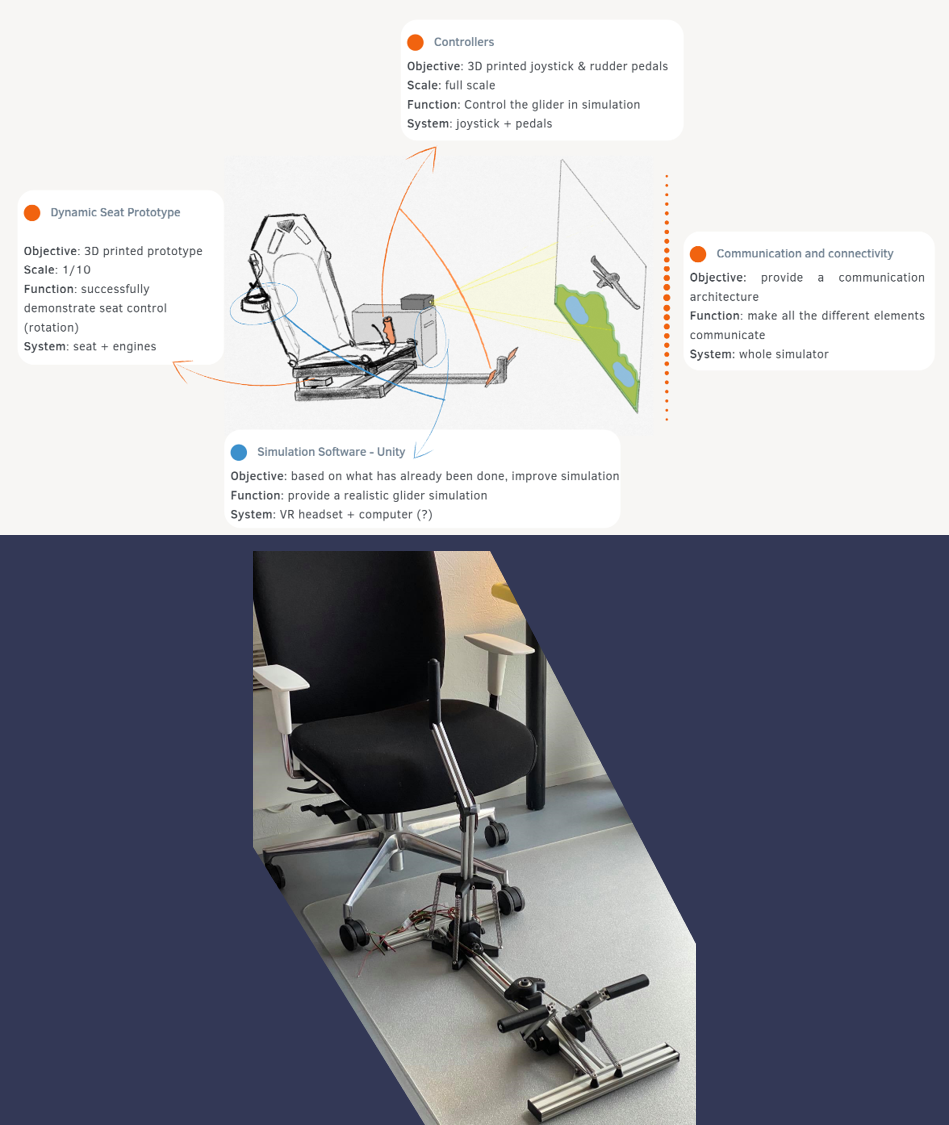 Controllers
Objective: 3D printed joystick & rudder pedals
Scale: full scale
Function: Control the glider in simulation
System: joystick + pedals
Dynamic Seat Prototype
Objective: 3D printed prototype
Scale: 1/10
Function: successfully
demonstrate seat control
(rotation)
System: seat + engines
Communication and connectivity
Objective: provide a communication
architecture
Function: make all the different elements
communicate
System: whole simulator
Simulation Software - Unity
Objective: based on what has already been done, improve simulation
Function: provide a realistic glider simulation
System: VR headset + computer (?)